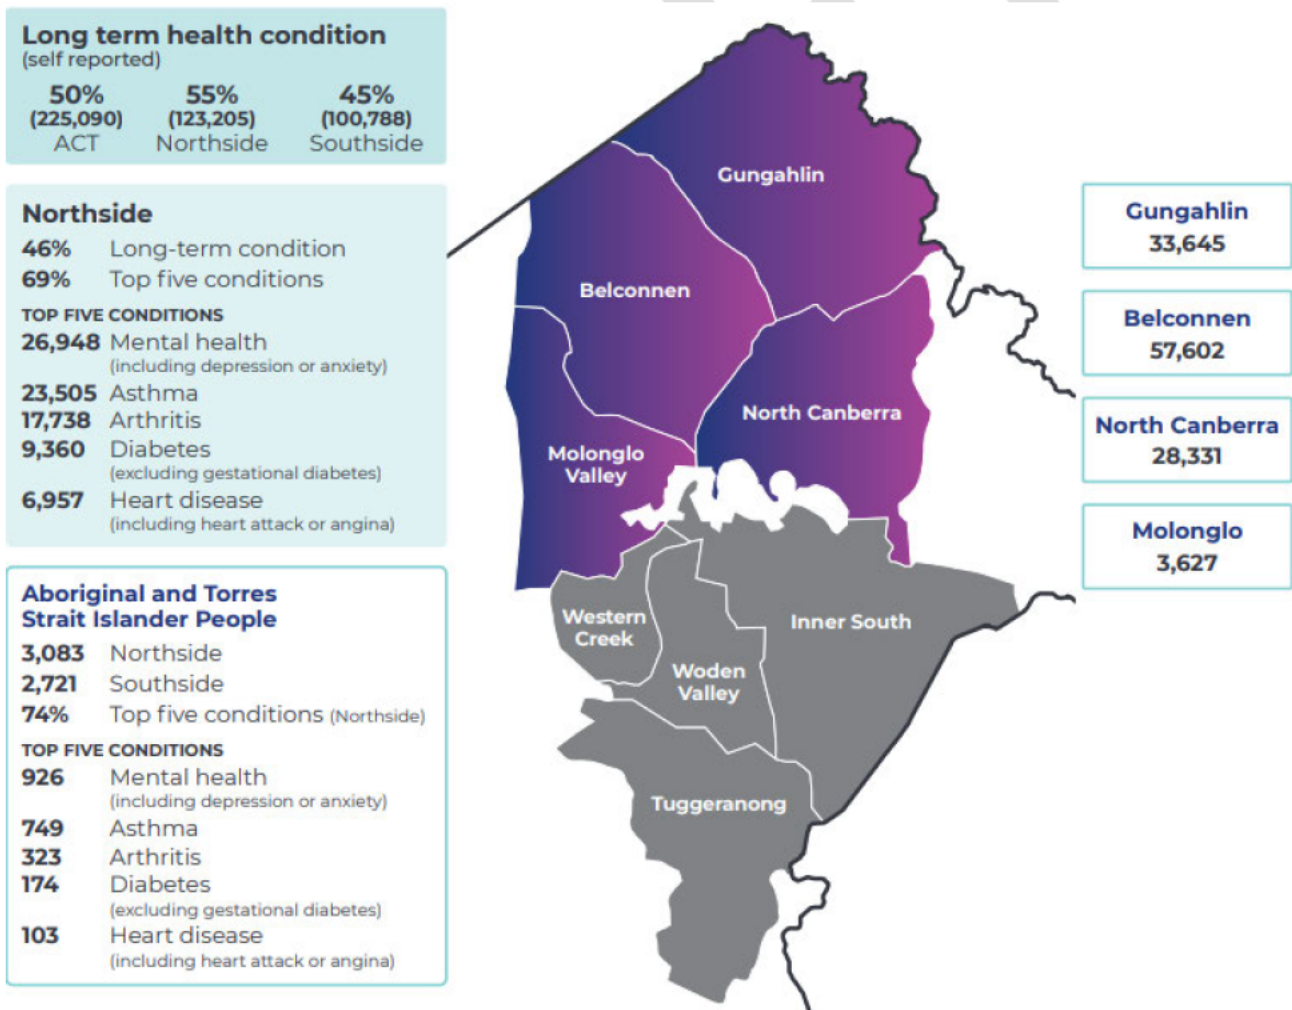 Long term health condition
(self reported)
50% 55% 45%
(225,090) (123,205) (100,788)
ACT Northside Southside
Northside
46% Long-term condition
69% Top five conditions
TOP FIVE CONDITIONS
26,948 Mental health
(including depression or anxiety)
23,505 Asthma
17,738 Arthritis
9,360 Diabetes
(excluding gestational diabetes)
6,957 Heart disease
(including heart attack or angina)
Aboriginal and Torres
Strait Islander People
3,083 Northside
2,721 Southside
74% Top five conditions (Northside)
TOP FIVE CONDITIONS
926 Mental health
(including depression or anxiety)
749 Asthma
323 Arthritis
174 Diabetes
(excluding gestational diabetes)
103 Heart disease
(including heart attack or angina)
Gungahlin
Belconnen
North Canberra
Molonglo
Valley
Western
Creek
Inner South
Woden
Valley
Tuggeranong
Gungahlin
33,645
Belconnen
57,602
North Canberra
28,331
Molonglo
3,627